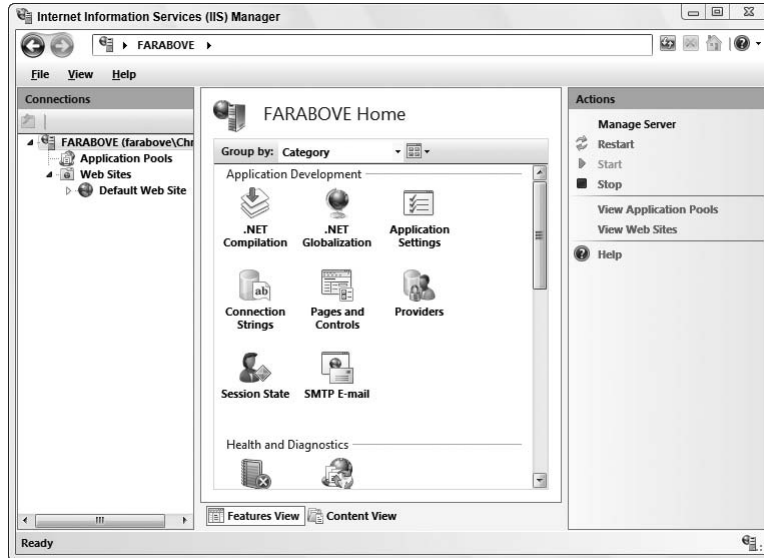 Internet Information Services (IIS) Manager
FARABOVE
File View Help
Connections
FARABOVE (farabove\Chr
Application Pools
Web Sites
Default Web Site
FARABOVE Home
Group by: Category
Application Development
.NET Compilation
.NET Globalization
Application Settings
Connection Strings
ab
Pages and Controls
Providers
Session State
SMTP E-mail
Health and Diagnostics
Features View
Content View
Actions
Manage Server
Restart
Start
Stop
View Application Pools
View Web Sites
Help
Ready